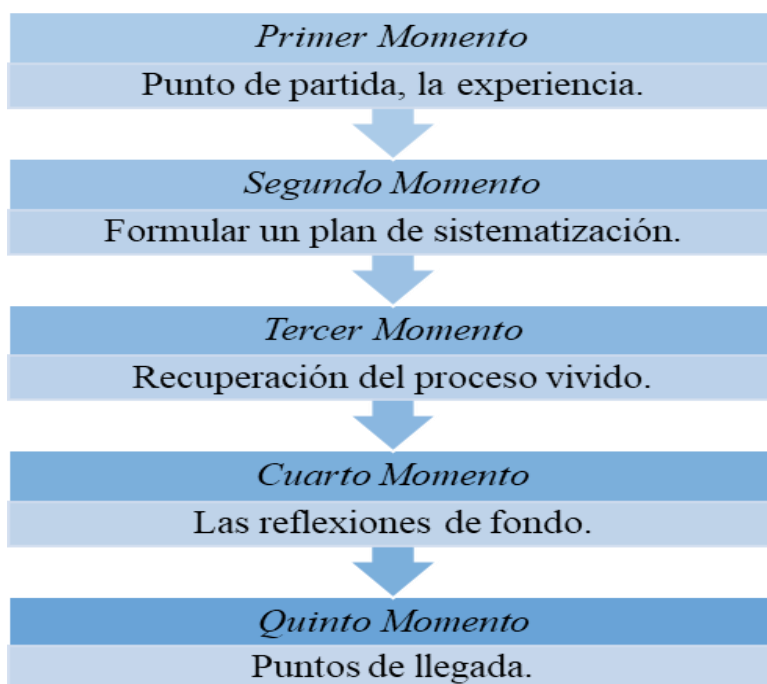 Primer Momento
Punto de partida, la experiencia.
Segundo Momento
Formular un plan de sistematización.
Tercer Momento
Recuperación del proceso vivido.
Cuarto Momento
Las reflexiones de fondo.
Quinto Momento
Puntos de llegada.